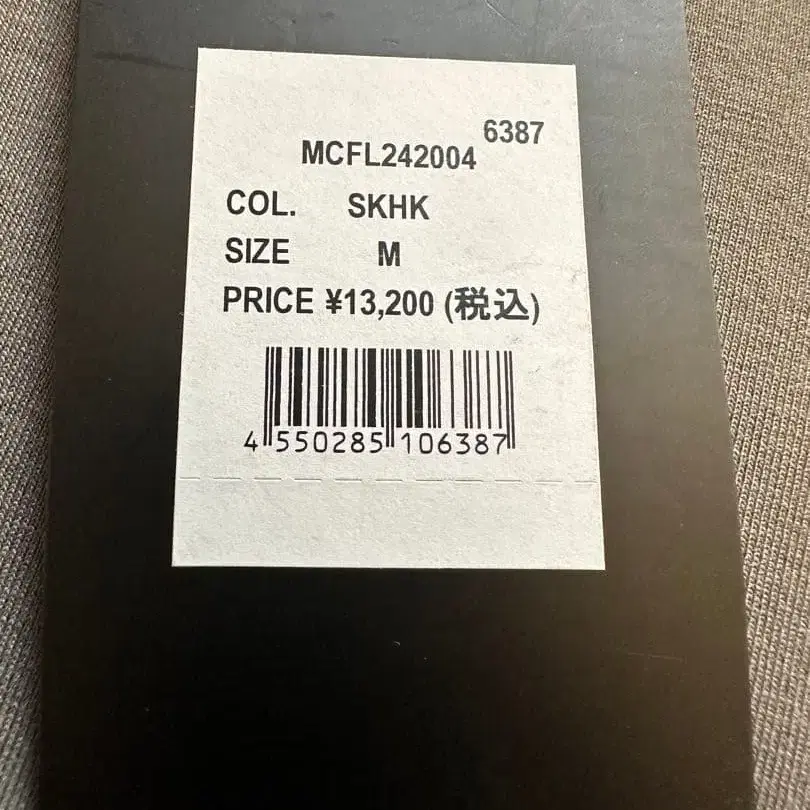 6387
MCFL242004
COL. SKHK
SIZE M
PRICE ¥13,200 (税込)
4 550285 106387